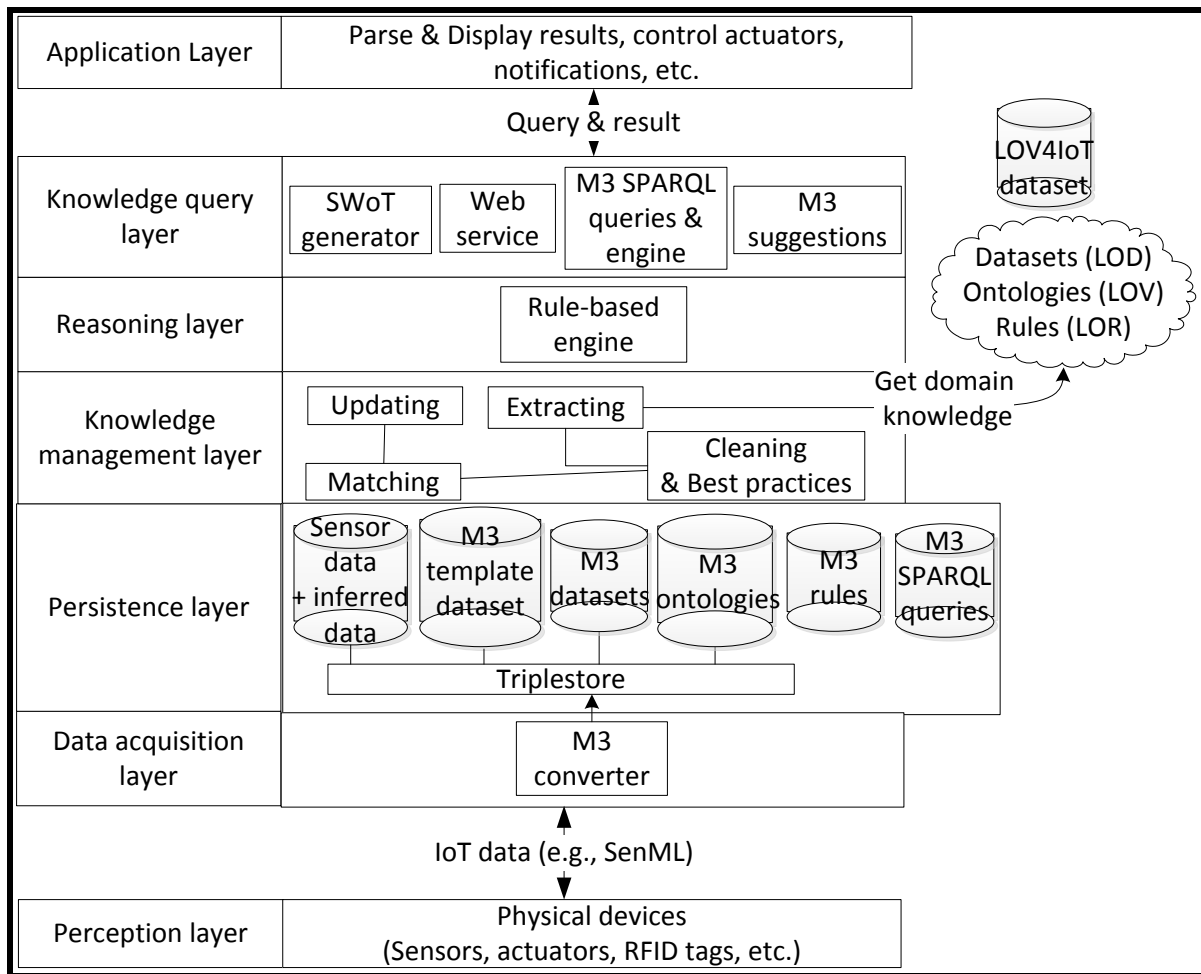 Application Layer
Parse & Display results, control actuators,
notifications, etc.
Query & result
LOV4IoT
dataset
Knowledge query
layer
SWoT
generator
Web
service
M3 SPARQL
queries &
engine
M3
suggestions
Datasets (LOD)
Ontologies (LOV)
Rules (LOR)
Reasoning layer
Rule-based
engine
Get domain
knowledge
Knowledge
management layer
Updating
Extracting
Matching
Cleaning
& Best practices
Persistence layer
Sensor
data
+ inferred
data
M3
template
dataset
M3
datasets
M3
ontologies
M3
rules
M3
SPARQL
queries
Triplestore
Data acquisition
layer
M3
converter
IoT data (e.g., SenML)
Perception layer
Physical devices
(Sensors, actuators, RFID tags, etc.)